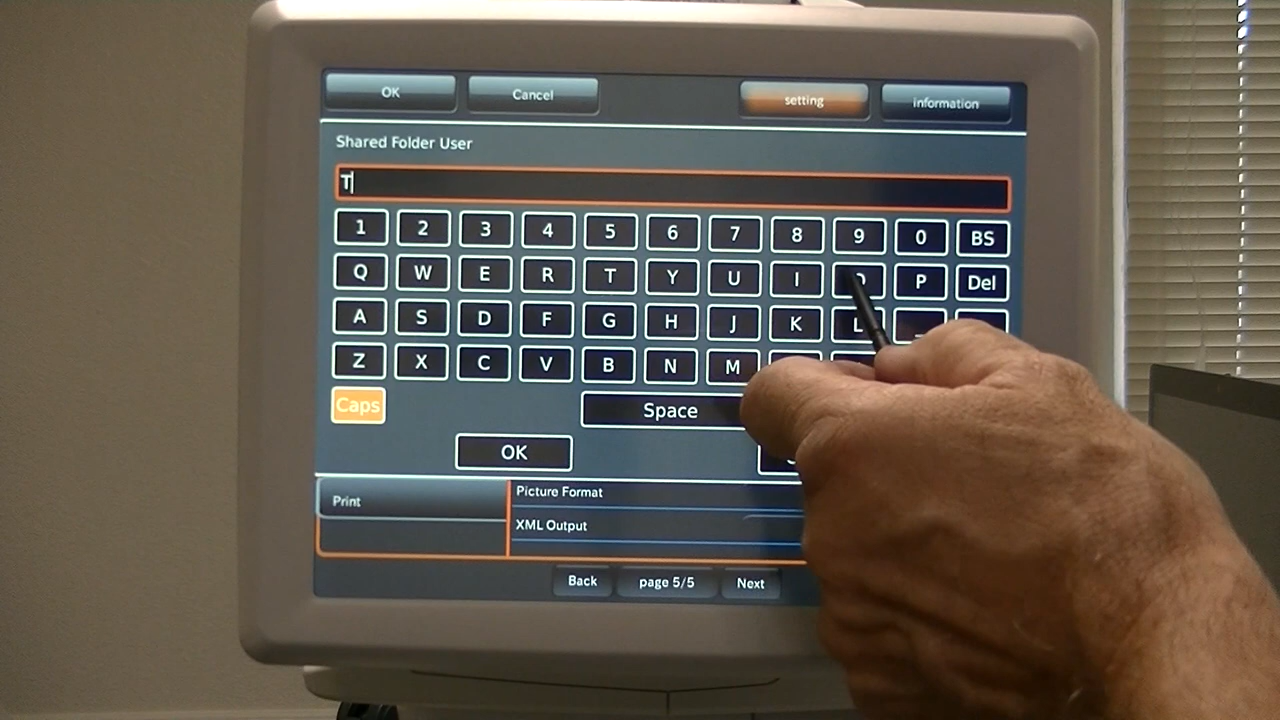 OK Cancel setting information
Shared Folder User
T
1 2 3 4 5 6 7 8 9 0 BS
Q W E R T Y U I P Del
A S D F G H J K L _
Z X C V B N M
Caps Space
OK
Print Picture Format
XML Output
Back page 5/5 Next